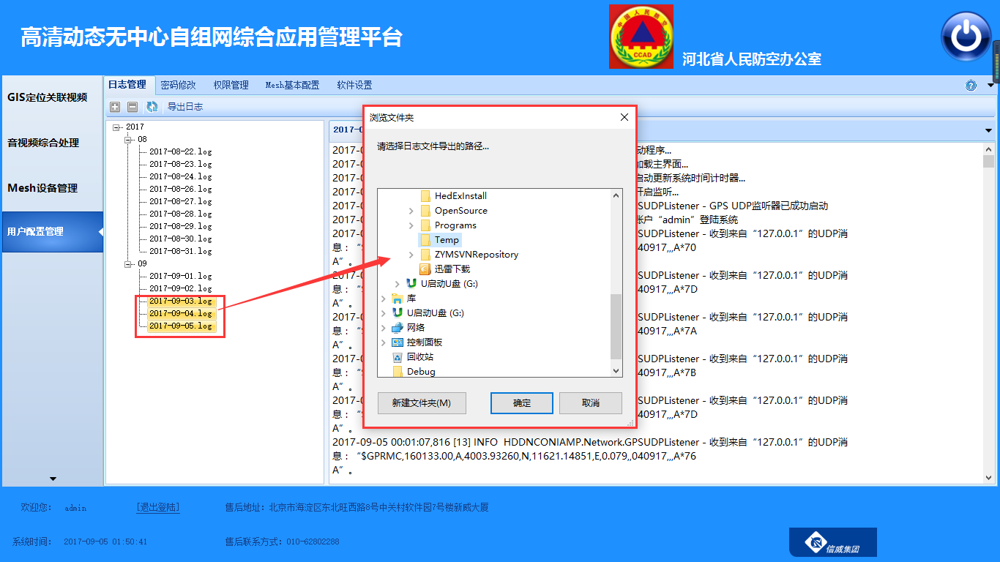 高清动态无中心自组网综合应用管理平台
中国人民防空
CCAD
河北省人民防空办公室
GIS定位关联视频
音视频综合处理
Mesh设备管理
用户配置管理
日志管理 密码修改 权限管理 Mesh基本配置 软件设置
导出日志
2017
08
2017-08-22.log
2017-08-23.log
2017-08-24.log
2017-08-26.log
2017-08-27.log
2017-08-28.log
2017-08-29.log
2017-08-30.log
2017-08-31.log
09
2017-09-01.log
2017-09-02.log
2017-09-03.log
2017-09-04.log
2017-09-05.log
浏览文件夹
请选择日志文件导出的路径...
HedExInstall
OpenSource
Programs
Temp
ZYMSVNRepository
迅雷下载
U启动U盘 (G:)
库
U启动U盘 (G:)
网络
控制面板
回收站
Debug
新建文件夹(M) 确定 取消
2017-0
2017-0 动程序...
2017-0 加载主界面...
2017-0 启动更新系统时间计时器...
2017-0 开启监听...
2017-0 SUDPListener - GPS UDP监听器已成功启动
2017-0 账户“admin”登陆系统
2017-0 SUDPListener - 收到来自“127.0.0.1”的UDP消
息：“$ 040917,,,A*70
A”。
2017-0 SUDPListener - 收到来自“127.0.0.1”的UDP消
息：“$ 040917,,,A*7D
A”。
2017-0 SUDPListener - 收到来自“127.0.0.1”的UDP消
息：“$ 040917,,,A*7A
A”。
2017-0 SUDPListener - 收到来自“127.0.0.1”的UDP消
息：“$ 040917,,,A*7B
A”。
2017-0 SUDPListener - 收到来自“127.0.0.1”的UDP消
息：“$ 040917,,,A*7D
A”。
2017-09-05 00:01:07,816 [13] INFO HDDNCONIAMP.Network.GPSUDPListener - 收到来自“127.0.0.1”的UDP消
息：“$GPRMC,160133.00,A,4003.93260,N,11621.14851,E,0.079,,040917,,,A*76
A”。
欢迎您： admin [退出登陆] 售后地址：北京市海淀区东北旺西路8号中关村软件园7号楼新威大厦
系统时间： 2017-09-05 01:50:41 售后联系方式：010-62802288
信威集团